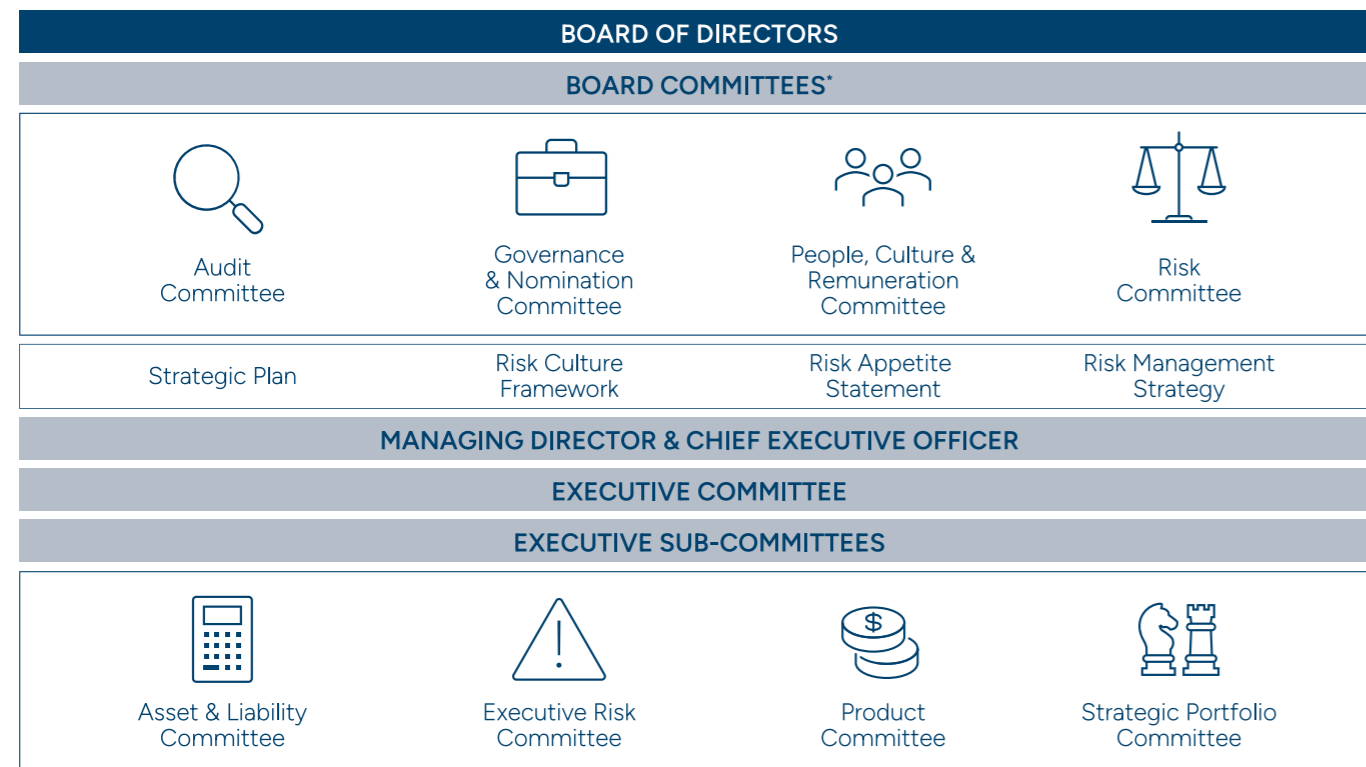 BOARD OF DIRECTORS
BOARD COMMITTEES*
Audit
Committee
Governance
& Nomination
Committee
People, Culture &
Remuneration
Committee
Risk
Committee
Strategic Plan
Risk Culture
Framework
Risk Appetite
Statement
Risk Management
Strategy
MANAGING DIRECTOR & CHIEF EXECUTIVE OFFICER
EXECUTIVE COMMITTEE
EXECUTIVE SUB-COMMITTEES
$
Asset & Liability
Committee
Executive Risk
Committee
Product
Committee
Strategic Portfolio
Committee